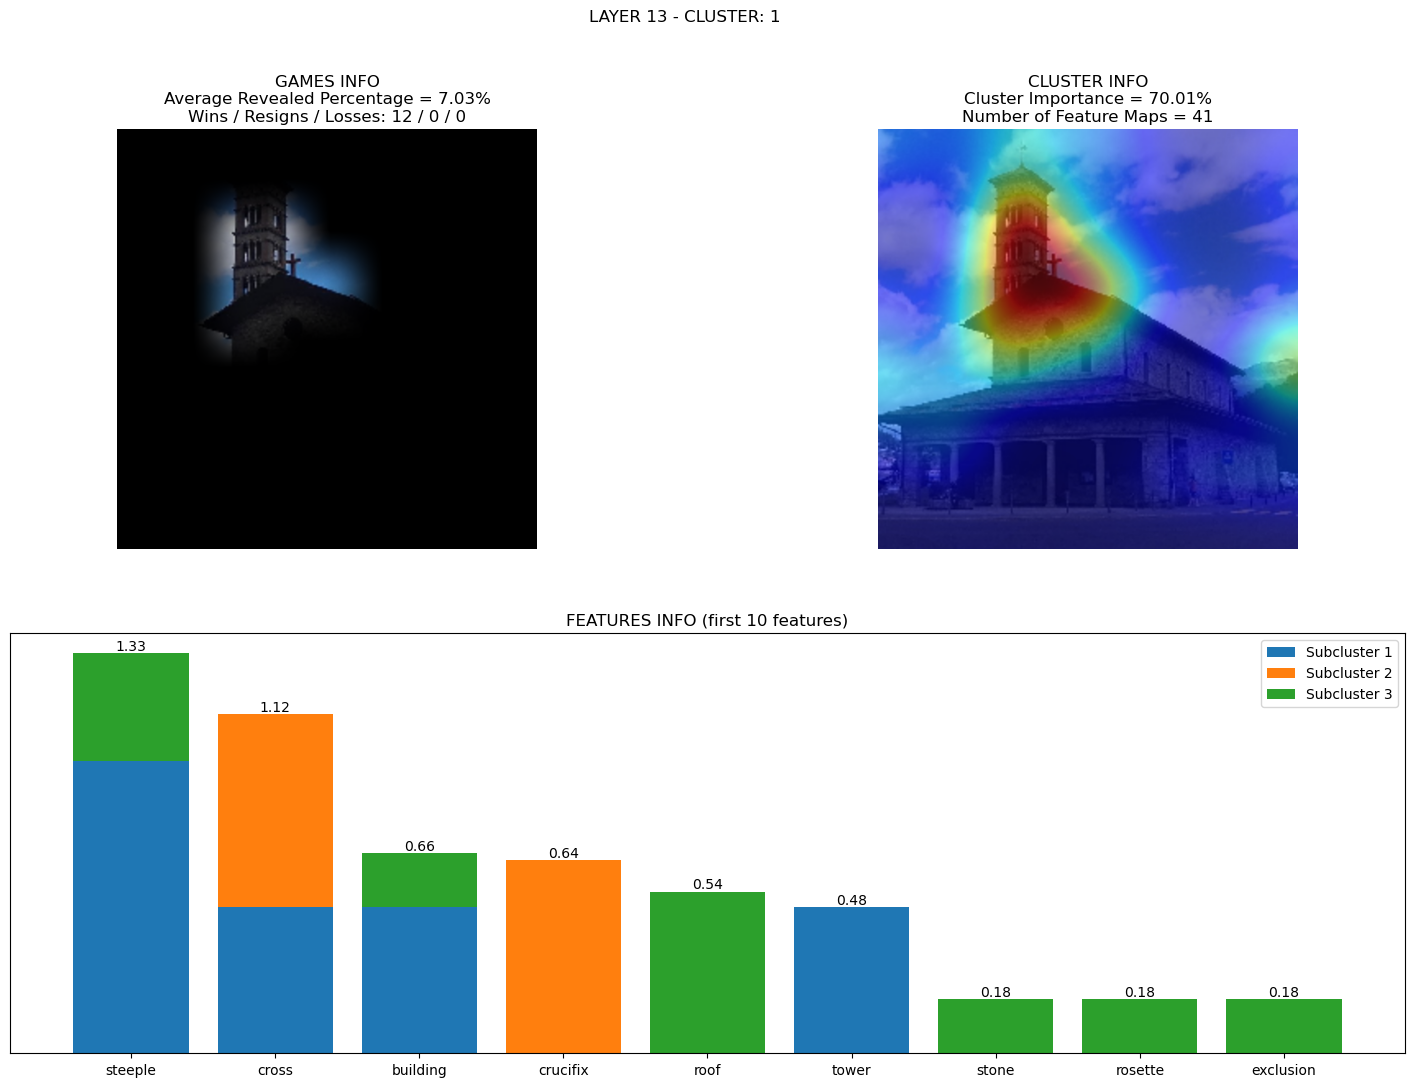 LAYER 13 - CLUSTER: 1
GAMES INFO
Average Revealed Percentage = 7.03%
Wins / Resigns / Losses: 12 / 0 / 0
CLUSTER INFO
Cluster Importance = 70.01%
Number of Feature Maps = 41
FEATURES INFO (first 10 features)
Subcluster 1
Subcluster 2
Subcluster 3
1.33
1.12
0.66
0.64
0.54
0.48
0.18
0.18
0.18
steeple
cross
building
crucifix
roof
tower
stone
rosette
exclusion